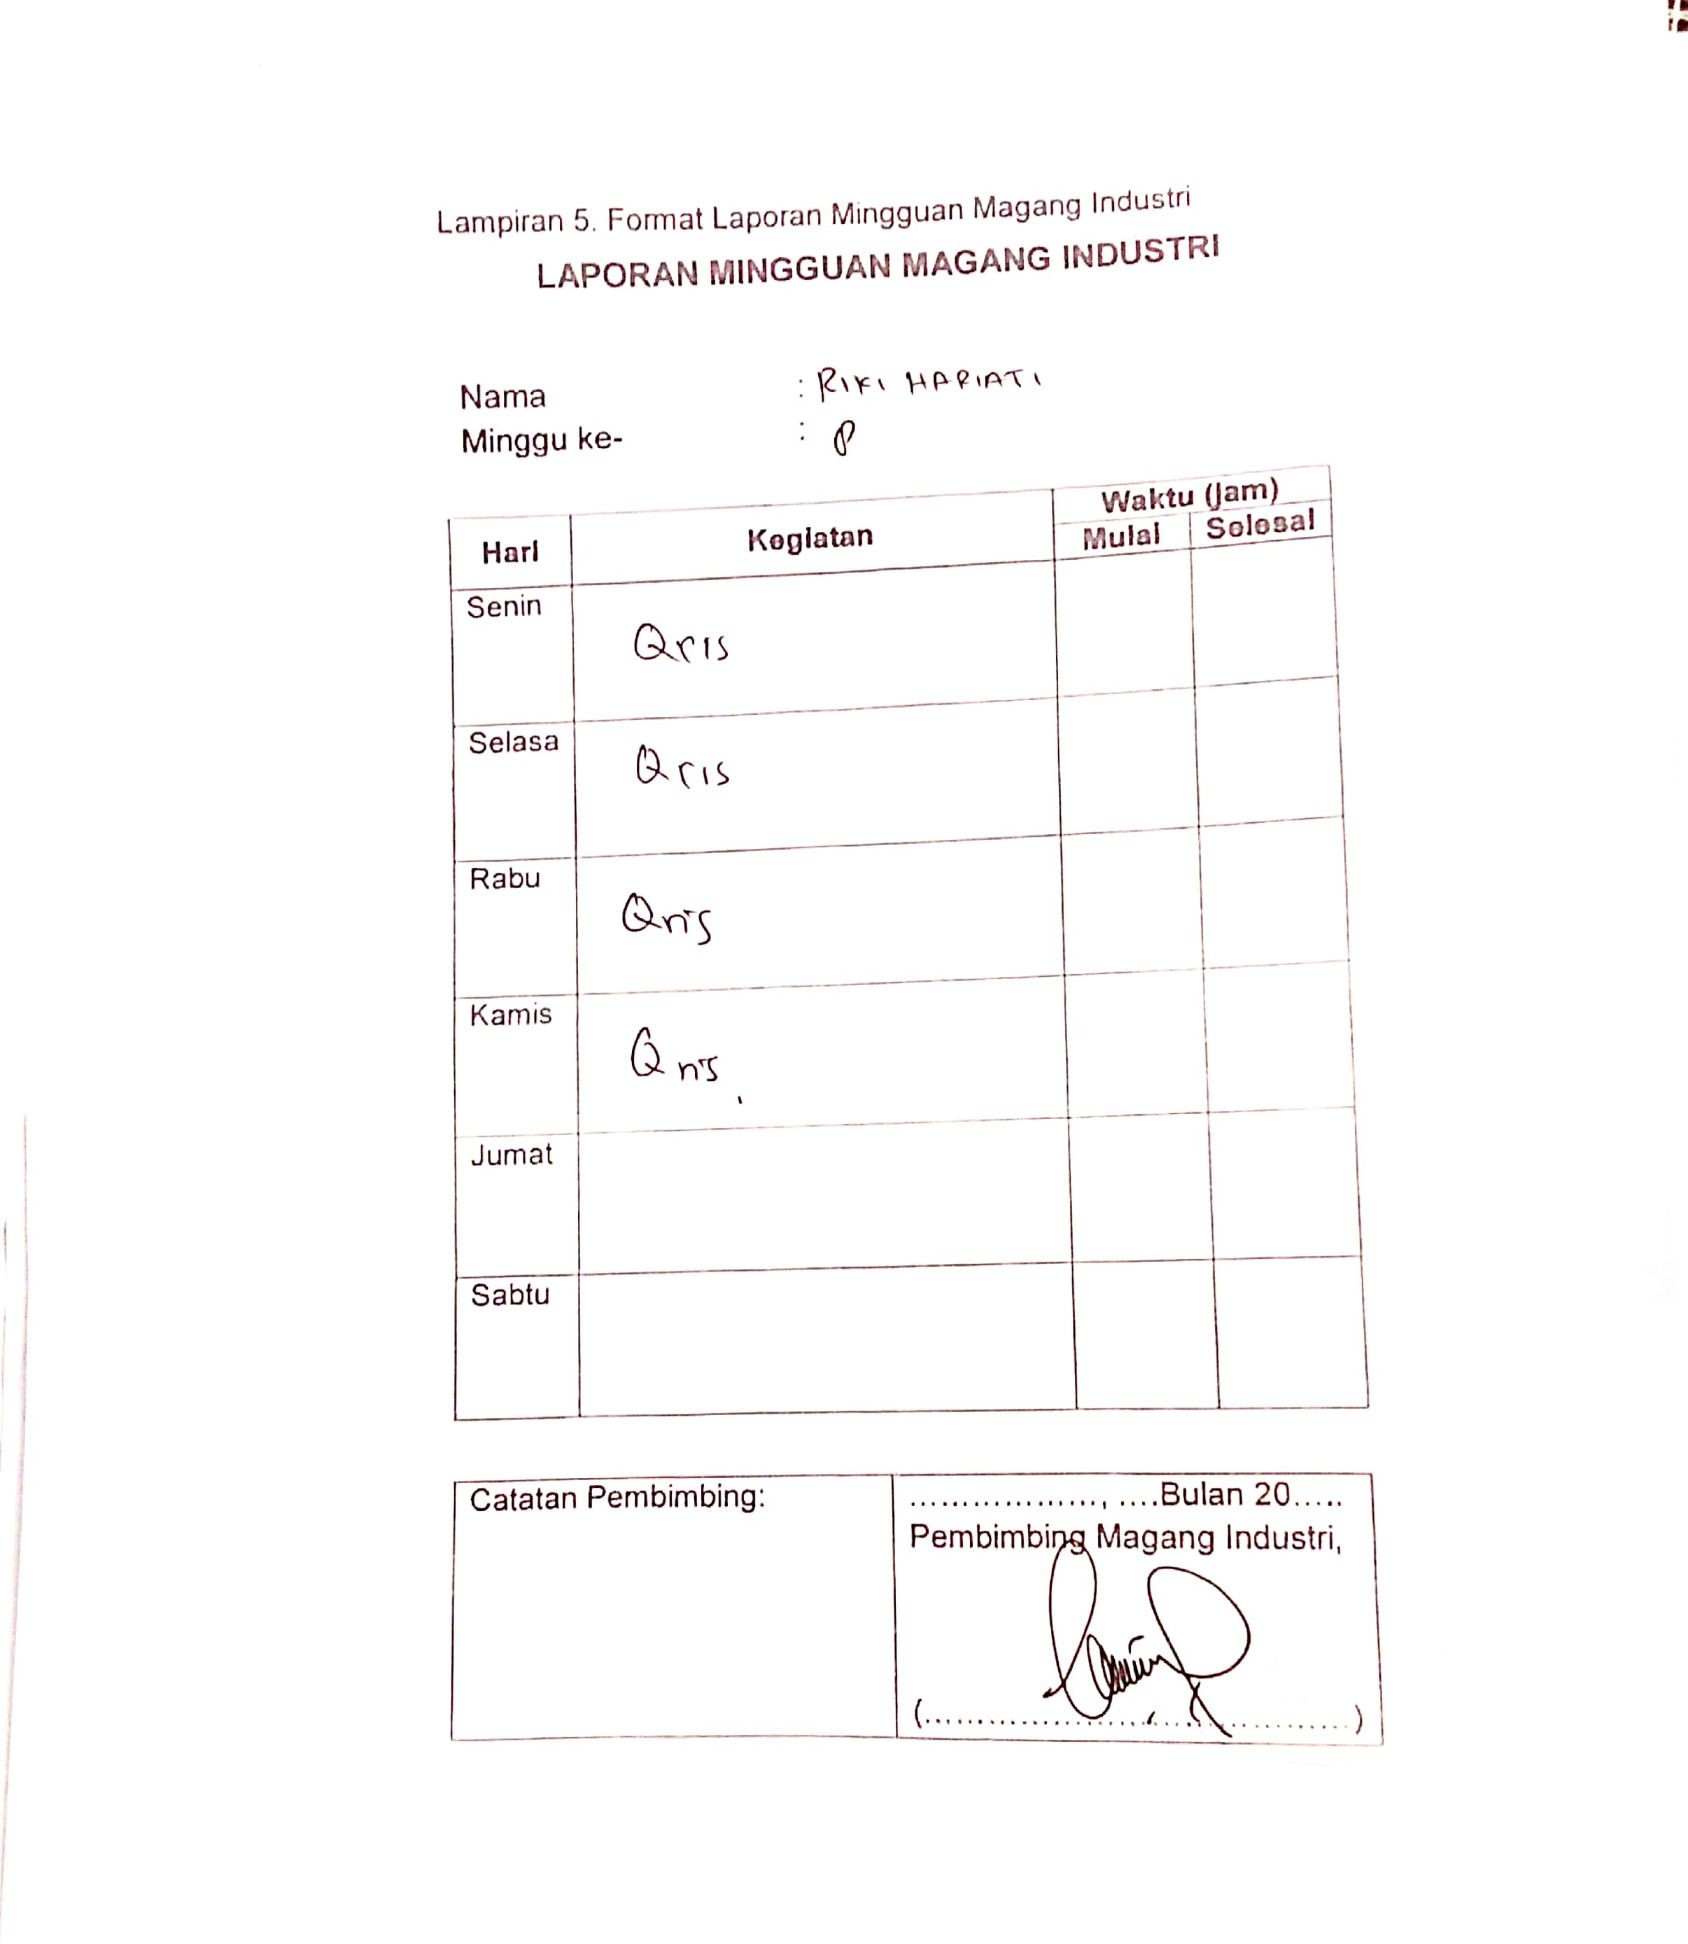 Lampiran 5. Format Laporan Mingguan Magang Industri
LAPORAN MINGGUAN MAGANG INDUSTRI
Nama : RIKI HARIATI
Minggu ke- : 8
Hari Kegiatan Waktu (Jam)
Mulai Selesai
Senin
Qris
Selasa
Qris
Rabu
Qris
Kamis
Qris
Jumat
Sabtu
Catatan Pembimbing:
..................., ....Bulan 20.....
Pembimbing Magang Industri,
(..........................................)